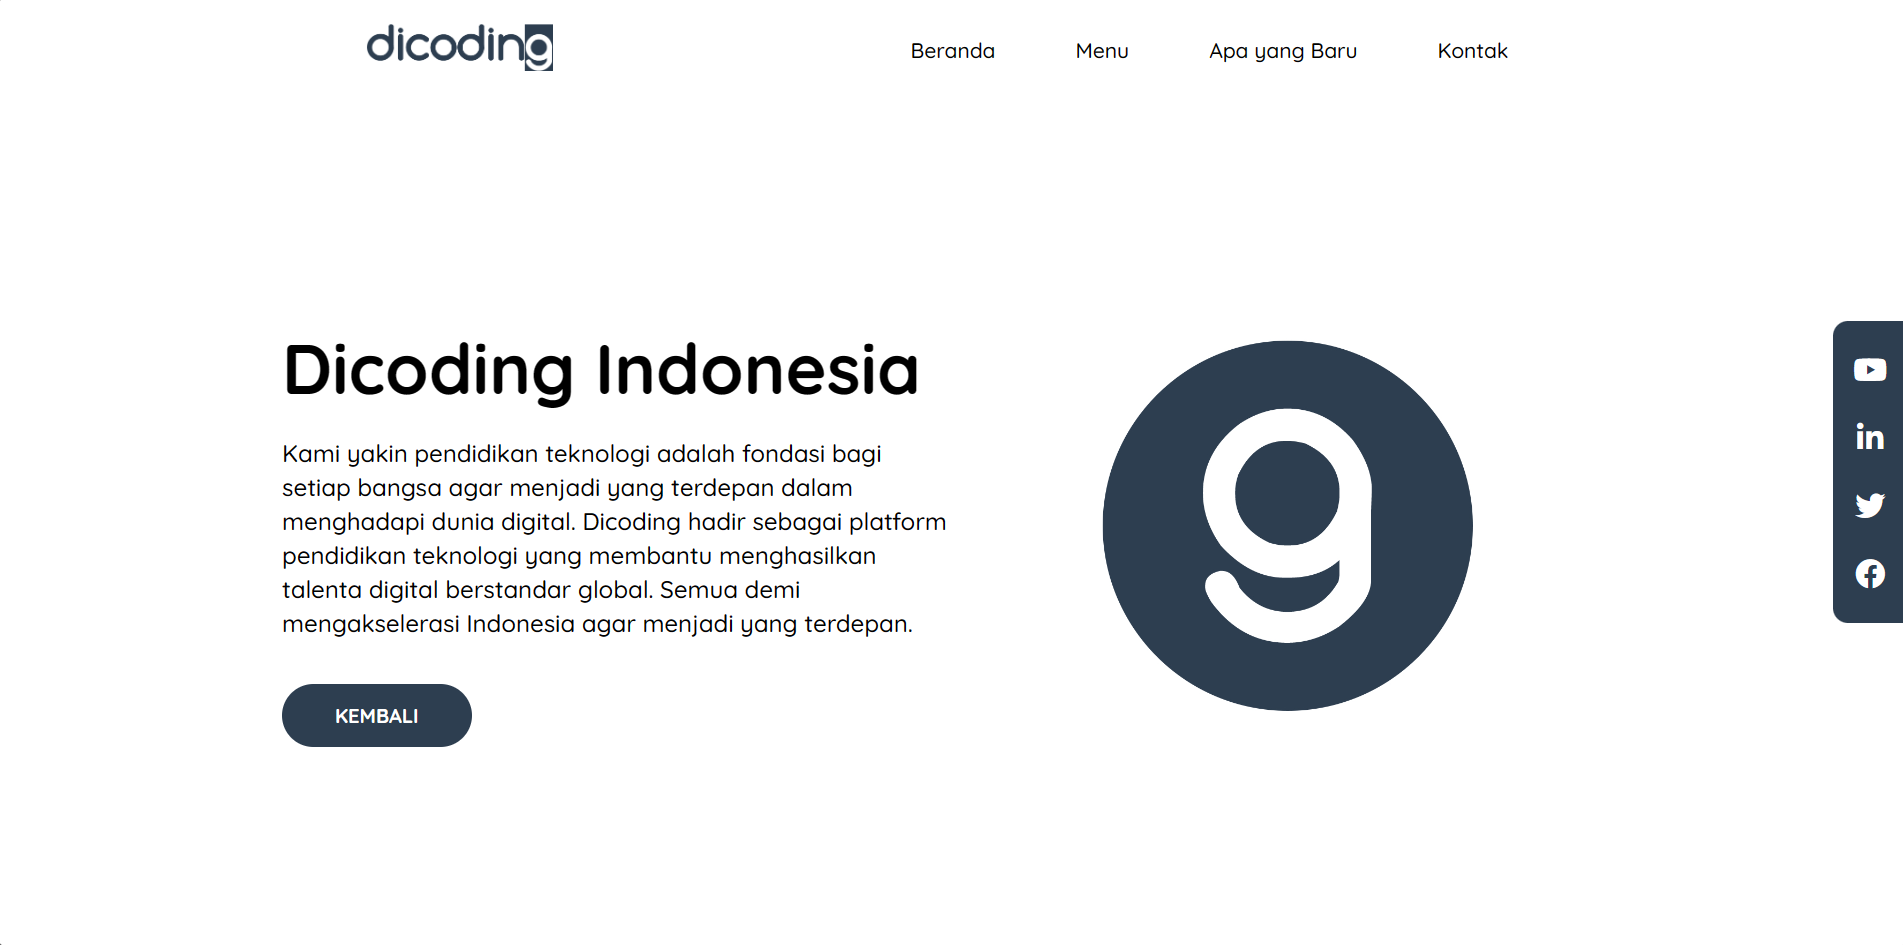 dicoding
Beranda
Menu
Apa yang Baru
Kontak
Dicoding Indonesia
Kami yakin pendidikan teknologi adalah fondasi bagi
setiap bangsa agar menjadi yang terdepan dalam
menghadapi dunia digital. Dicoding hadir sebagai platform
pendidikan teknologi yang membantu menghasilkan
talenta digital berstandar global. Semua demi
mengakselerasi Indonesia agar menjadi yang terdepan.
g
KEMBALI
in